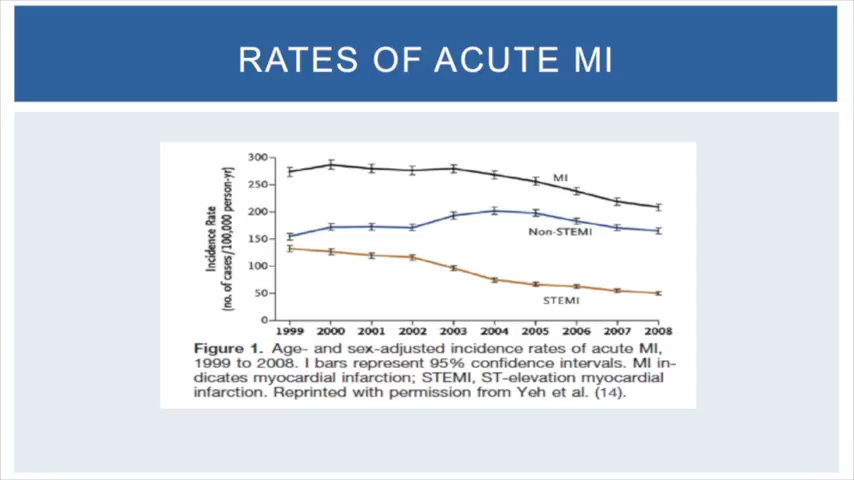 RATES OF ACUTE MI
300
250
200
150
100
50
0
Incidence Rate
(no. of cases/100,000 person-yr)
MI
Non-STEMI
STEMI
1999 2000 2001 2002 2003 2004 2005 2006 2007 2008
Figure 1. Age- and sex-adjusted incidence rates of acute MI,
1999 to 2008. I bars represent 95% confidence intervals. MI in-
dicates myocardial infarction; STEMI, ST-elevation myocardial
infarction. Reprinted with permission from Yeh et al. (14).